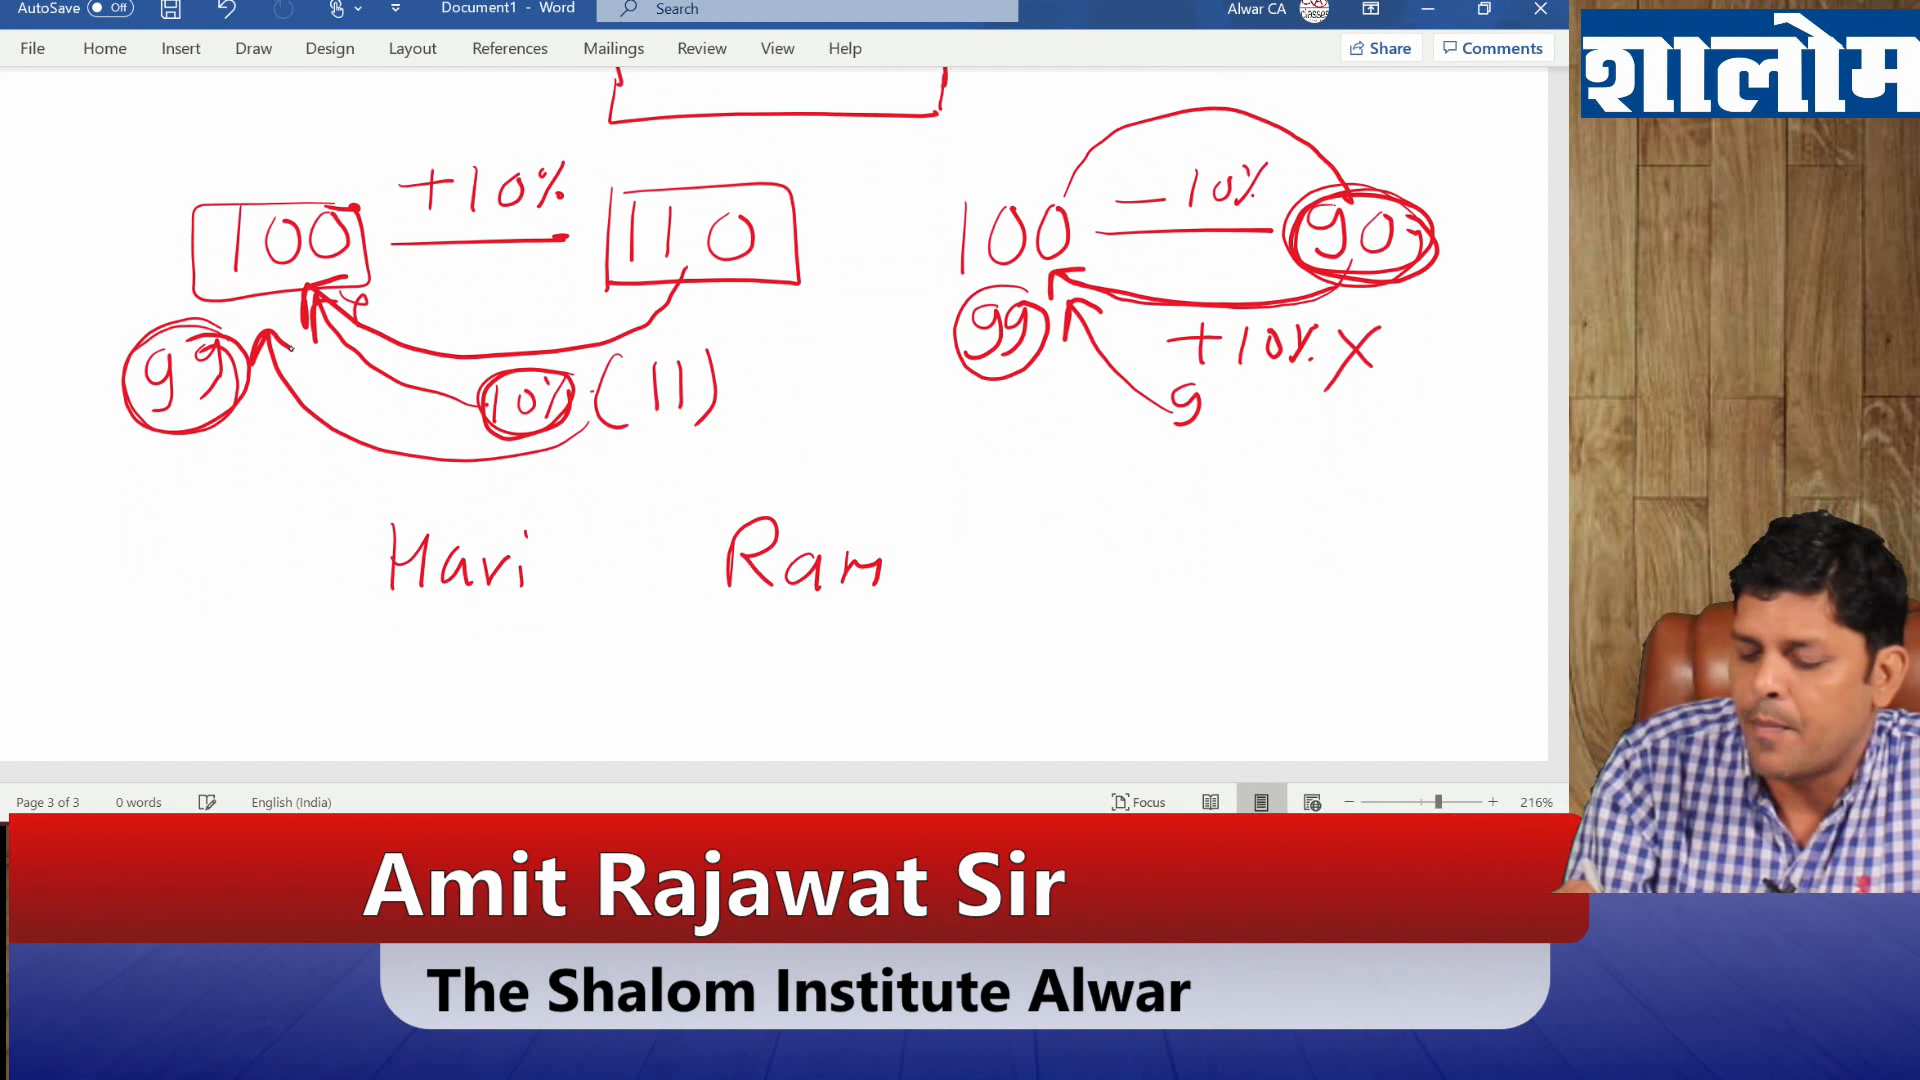 AutoSave Off Document1 - Word Search Alwar CA
शालोम
File Home Insert Draw Design Layout References Mailings Review View Help Share Comments
+10% -10%
100 110 100 90
99 10% (11) 99 +10% X
9
Hari Ram
Page 3 of 3 0 words English (India) Focus 216%
Amit Rajawat Sir
The Shalom Institute Alwar